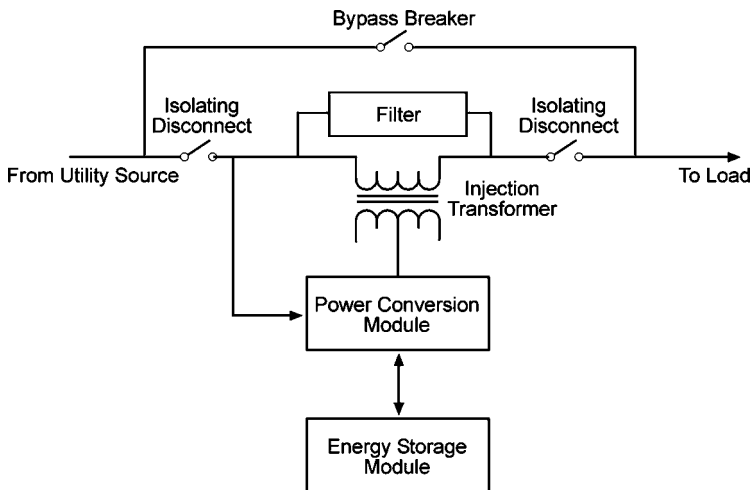 Bypass Breaker
Isolating
Disconnect
Filter
Isolating
Disconnect
From Utility Source
To Load
Injection
Transformer
Power Conversion
Module
Energy Storage
Module